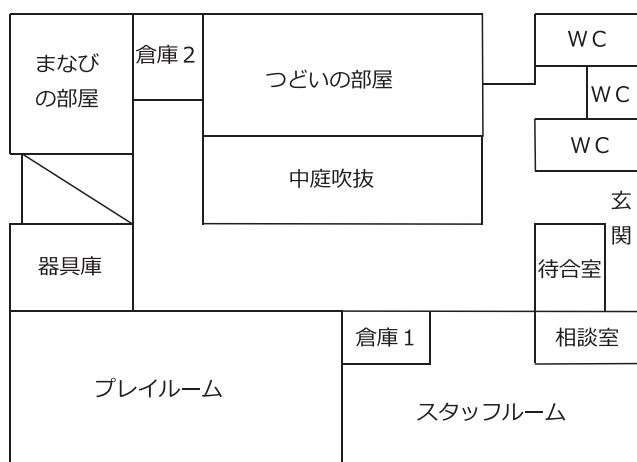 まなび
の部屋
倉庫２
つどいの部屋
ＷＣ
ＷＣ
ＷＣ
中庭吹抜
玄
関
器具庫
待合室
倉庫１
相談室
プレイルーム
スタッフルーム